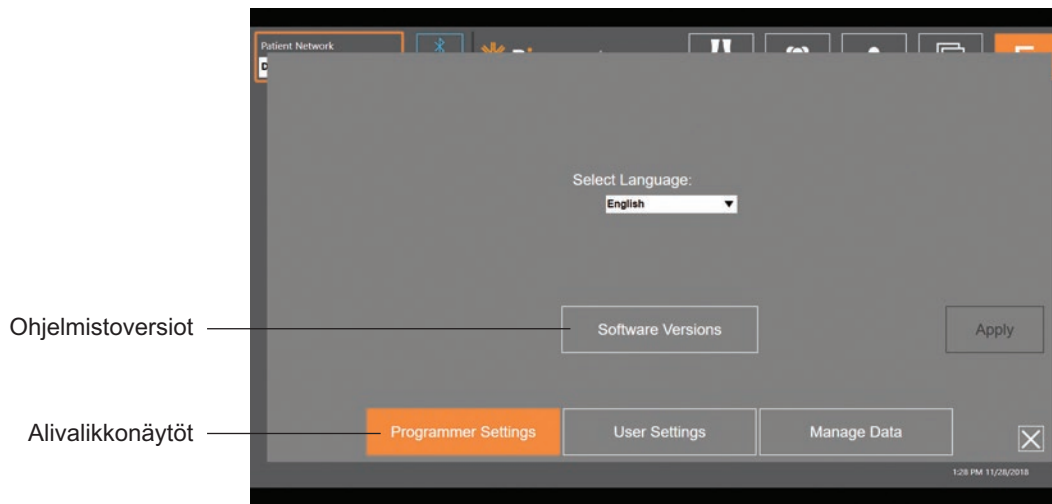 Patient Network
Select Language:
English
Ohjelmistoversiot
Software Versions
Apply
Alivalikkonäytöt
Programmer Settings
User Settings
Manage Data
1:28 PM 11/28/2018